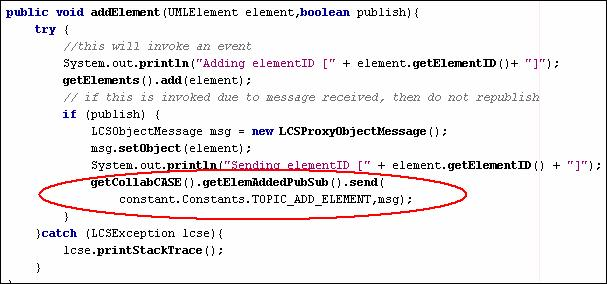 public void addElement(UMLElement element,boolean publish){
try {
//this will invoke an event
System.out.println("Adding elementID [" + element.getElementID()+ "]");
getElements().add(element);
// if this is invoked due to message received, then do not republish
if (publish) {
LCSObjectMessage msg = new LCSProxyObjectMessage();
msg.setObject(element);
System.out.println("Sending elementID [" + element.getElementID() + "]");
getCollabCASE().getElemAddedPubSub().send(
constant.Constants.TOPIC_ADD_ELEMENT,msg);
}
}catch (LCSException lcse){
lcse.printStackTrace();
}